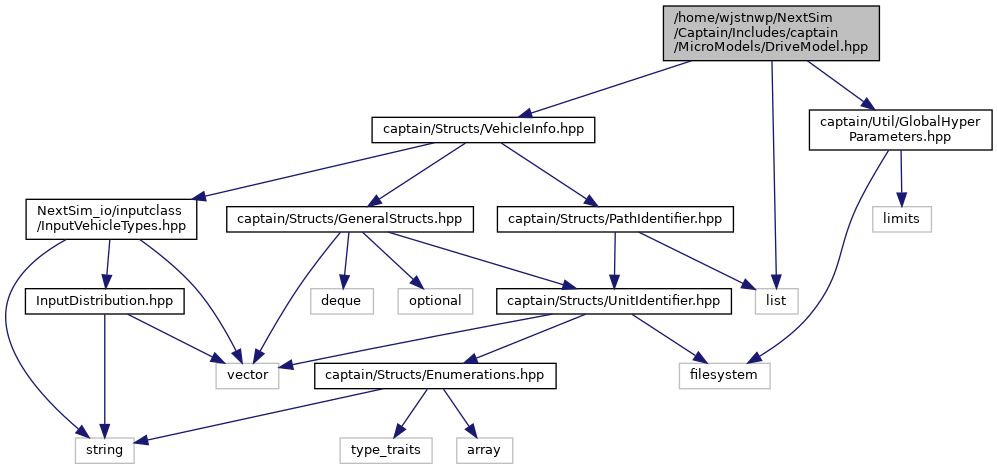 /home/wjstnwp/NextSim
/Captain/Includes/captain
/MicroModels/DriveModel.hpp
captain/Structs/VehicleInfo.hpp
captain/Util/GlobalHyper
Parameters.hpp
NextSim_io/inputclass
/InputVehicleTypes.hpp
captain/Structs/GeneralStructs.hpp
captain/Structs/PathIdentifier.hpp
limits
InputDistribution.hpp
deque
optional
captain/Structs/UnitIdentifier.hpp
list
vector
captain/Structs/Enumerations.hpp
filesystem
string
type_traits
array